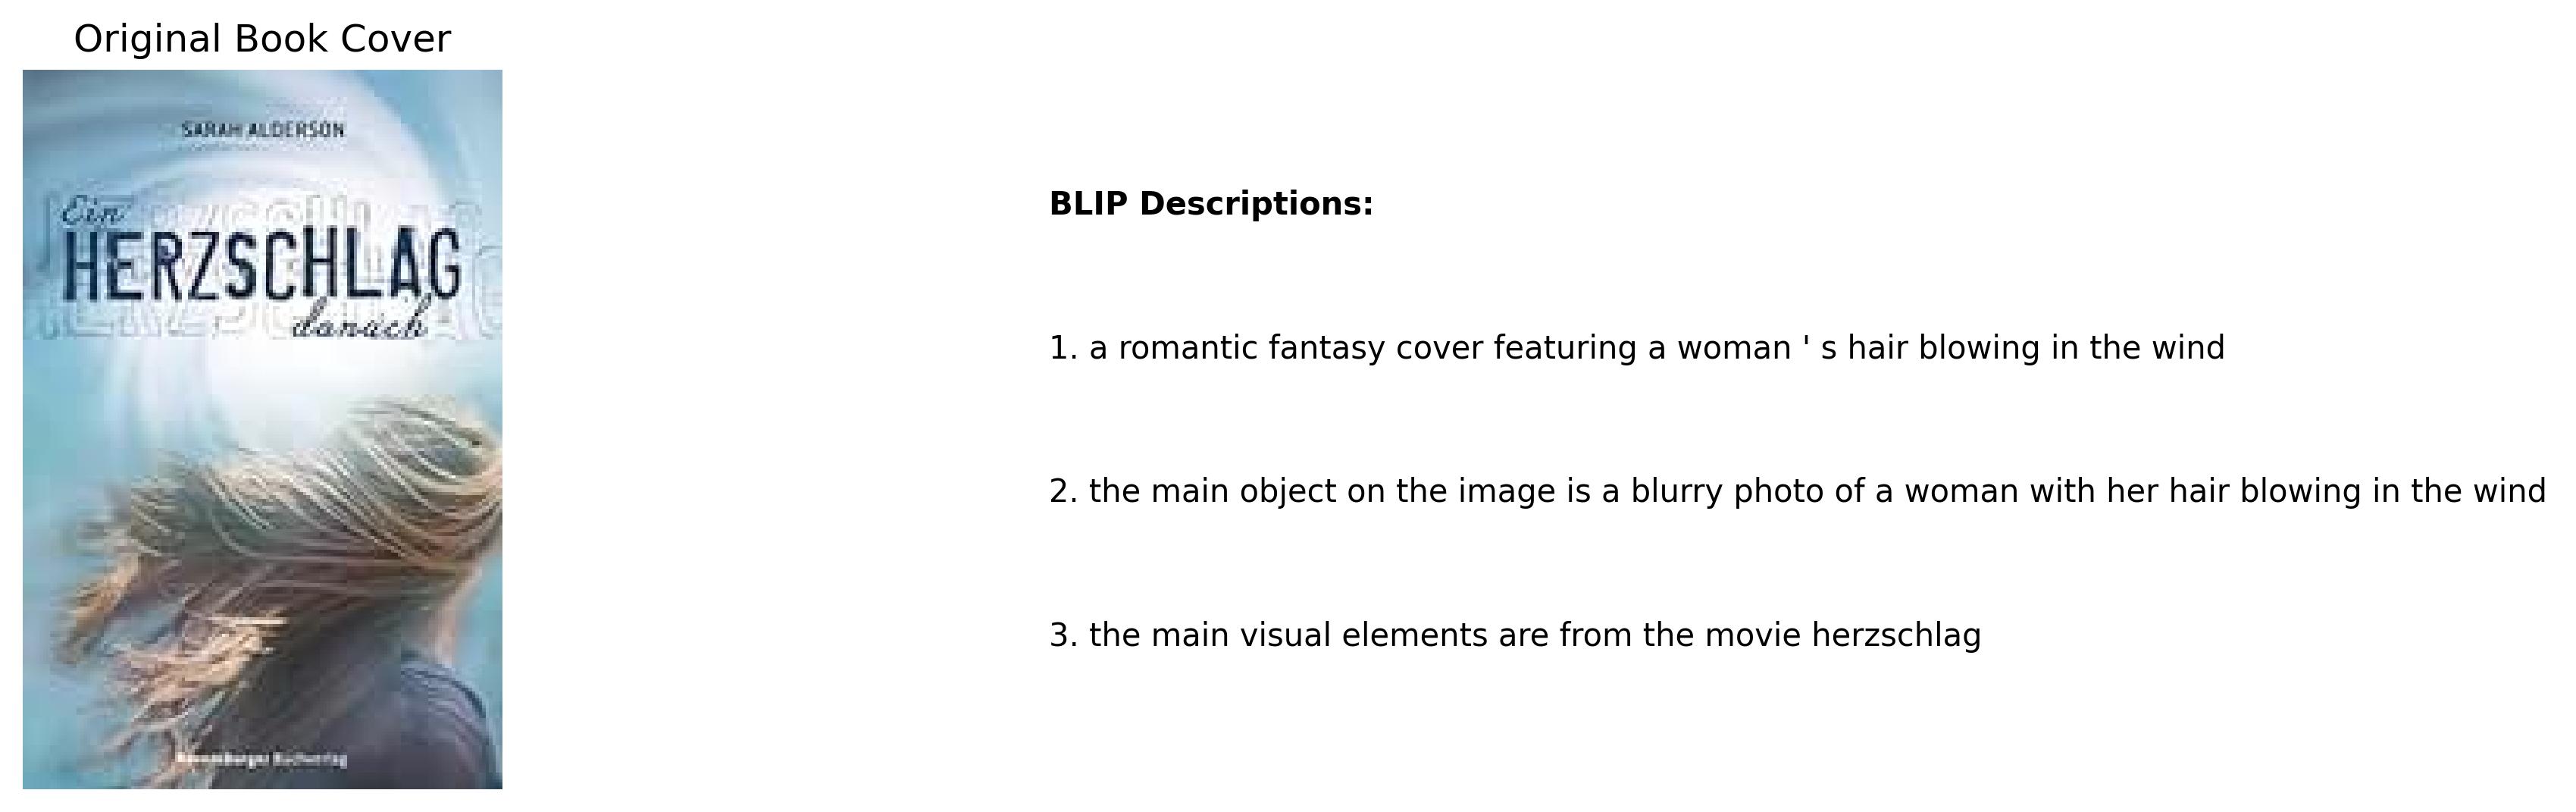 Original Book Cover
SARAH ALDERSON
Ein
HERZSCHLAG
danach
Ravensburger Buchverlag
BLIP Descriptions:
1. a romantic fantasy cover featuring a woman ' s hair blowing in the wind
2. the main object on the image is a blurry photo of a woman with her hair blowing in the wind
3. the main visual elements are from the movie herzschlag